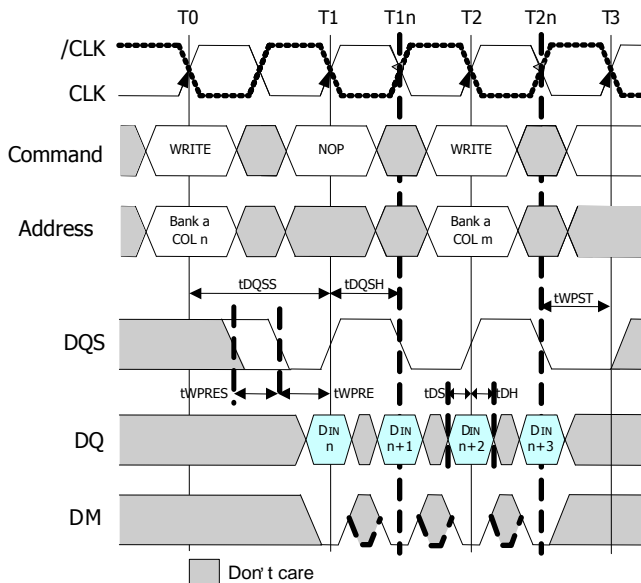 T0 T1 T1n T2 T2n T3
/CLK
CLK
Command WRITE NOP WRITE
Address Bank a COL n Bank a COL m
tDQSS tDQSH tWPST
DQS
tWPRES tWPRE tDS tDH
DQ DIN n DIN n+1 DIN n+2 DIN n+3
DM
Don't care